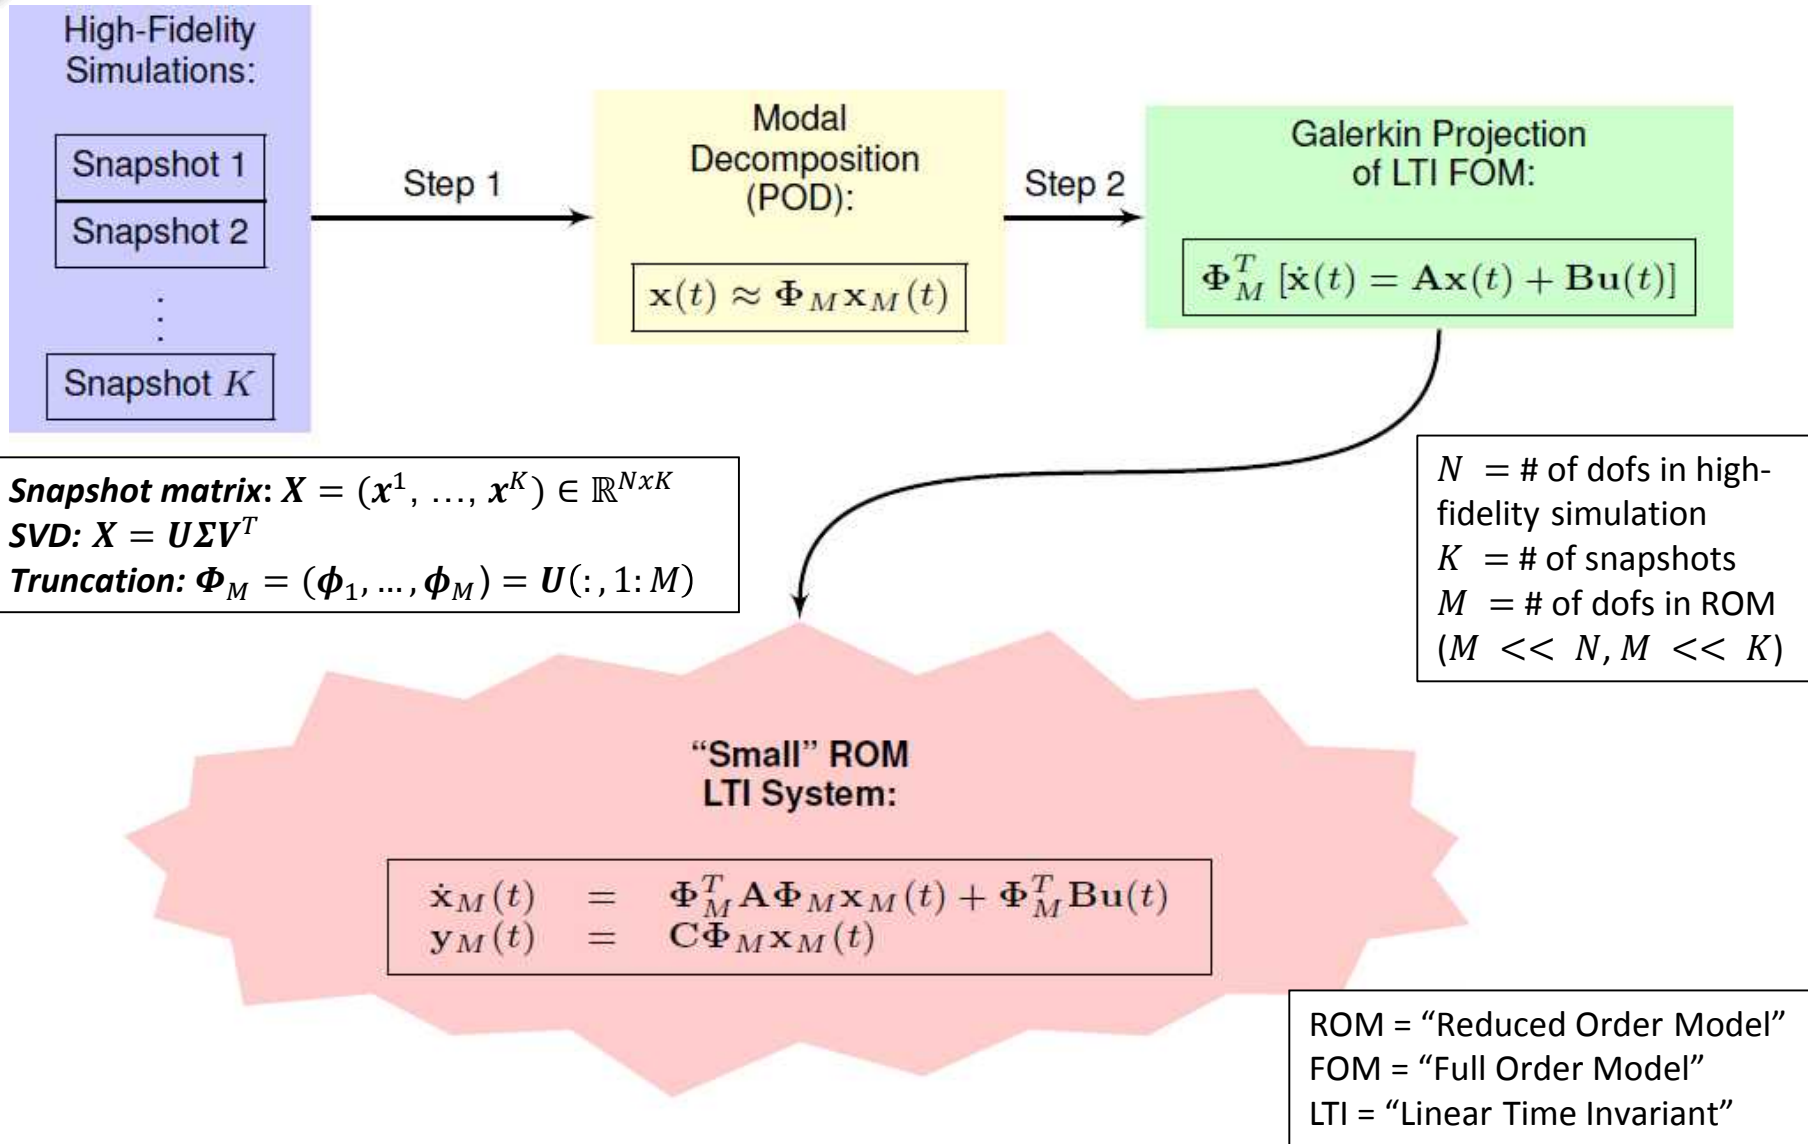 High-Fidelity
Simulations:
Snapshot 1
Snapshot 2
⋮
Snapshot K
Step 1
Modal
Decomposition
(POD):
x(t) ≈ Φ_M x_M(t)
Step 2
Galerkin Projection
of LTI FOM:
Φ_M^T [ẋ(t) = Ax(t) + Bu(t)]
Snapshot matrix: X = (x^1, …, x^K) ∈ ℝ^{NxK}
SVD: X = UΣV^T
Truncation: Φ_M = (ϕ_1, … , ϕ_M) = U(: , 1: M)
N = # of dofs in high-
fidelity simulation
K = # of snapshots
M = # of dofs in ROM
(M << N, M << K)
“Small” ROM
LTI System:
ẋ_M(t) = Φ_M^T AΦ_M x_M(t) + Φ_M^T Bu(t)
y_M(t) = CΦ_M x_M(t)
ROM = “Reduced Order Model”
FOM = “Full Order Model”
LTI = “Linear Time Invariant”